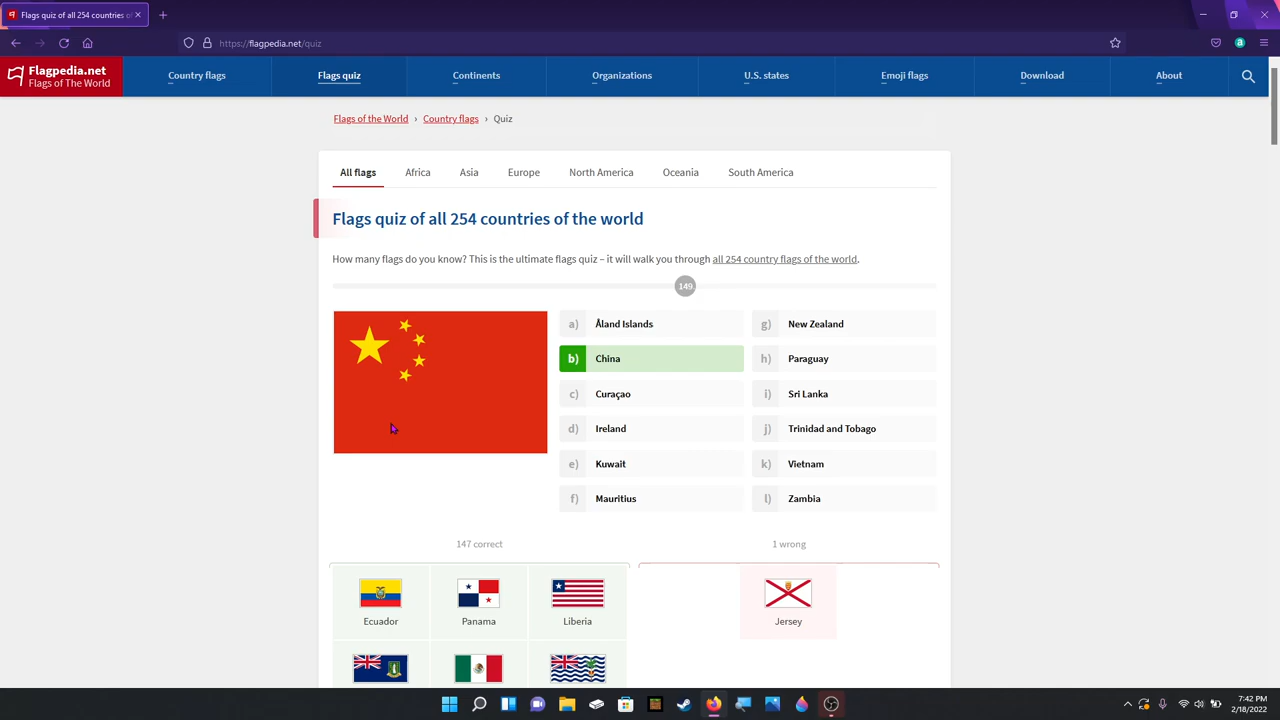 Flags quiz of all 254 countries of
https://flagpedia.net/quiz
Flagpedia.net
Flags of The World
Country flags
Flags quiz
Continents
Organizations
U.S. states
Emoji flags
Download
About
Flags of the World › Country flags › Quiz
All flags
Africa
Asia
Europe
North America
Oceania
South America
Flags quiz of all 254 countries of the world
How many flags do you know? This is the ultimate flags quiz – it will walk you through all 254 country flags of the world.
149
a) Åland Islands
b) China
c) Curaçao
d) Ireland
e) Kuwait
f) Mauritius
g) New Zealand
h) Paraguay
i) Sri Lanka
j) Trinidad and Tobago
k) Vietnam
l) Zambia
147 correct
1 wrong
Ecuador
Panama
Liberia
Jersey
7:42 PM
2/18/2022